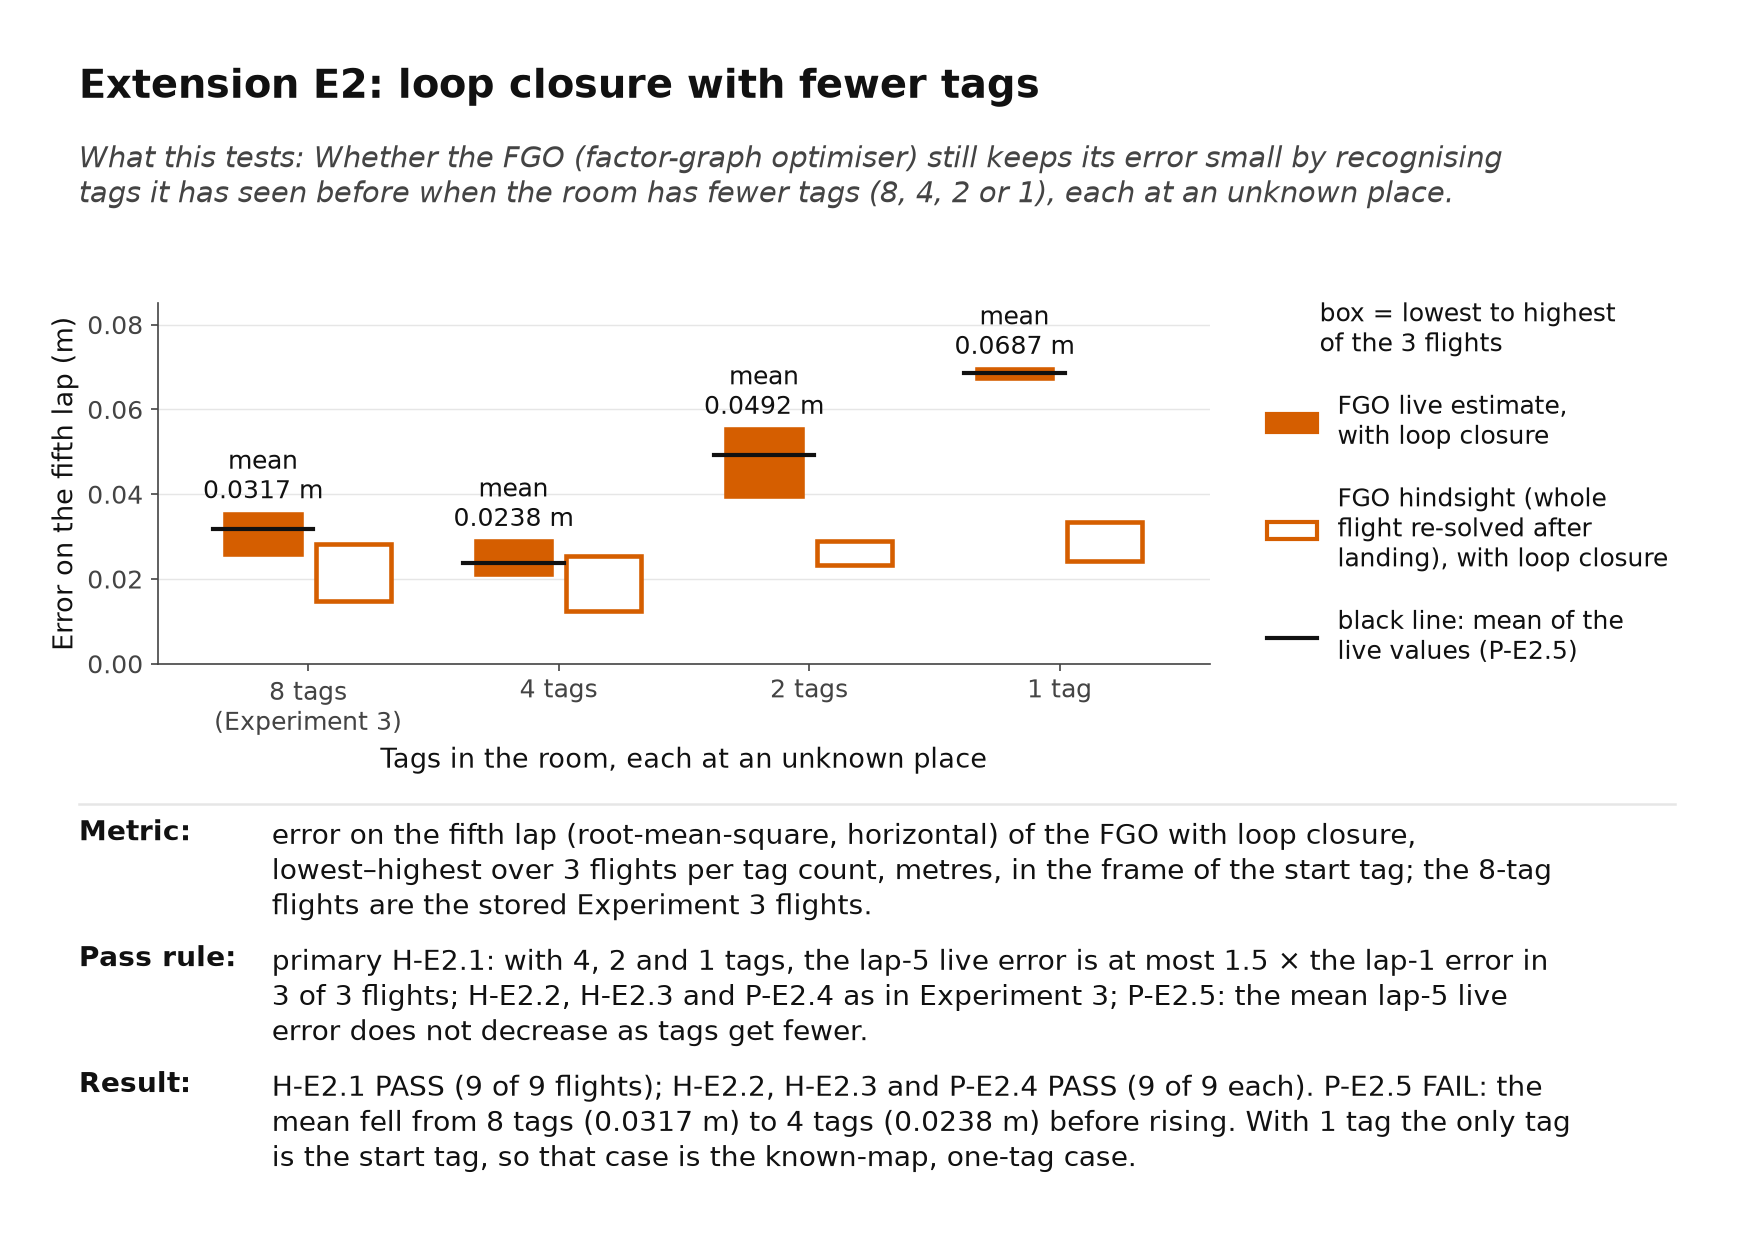 Extension E2: loop closure with fewer tags
What this tests: Whether the FGO (factor-graph optimiser) still keeps its error small by recognising
tags it has seen before when the room has fewer tags (8, 4, 2 or 1), each at an unknown place.
Error on the fifth lap (m)
0.08
0.06
0.04
0.02
0.00
mean
0.0317 m
mean
0.0238 m
mean
0.0492 m
mean
0.0687 m
8 tags
(Experiment 3)
4 tags
2 tags
1 tag
Tags in the room, each at an unknown place
box = lowest to highest
of the 3 flights
FGO live estimate,
with loop closure
FGO hindsight (whole
flight re-solved after
landing), with loop closure
black line: mean of the
live values (P-E2.5)
Metric:
error on the fifth lap (root-mean-square, horizontal) of the FGO with loop closure,
lowest–highest over 3 flights per tag count, metres, in the frame of the start tag; the 8-tag
flights are the stored Experiment 3 flights.
Pass rule:
primary H-E2.1: with 4, 2 and 1 tags, the lap-5 live error is at most 1.5 × the lap-1 error in
3 of 3 flights; H-E2.2, H-E2.3 and P-E2.4 as in Experiment 3; P-E2.5: the mean lap-5 live
error does not decrease as tags get fewer.
Result:
H-E2.1 PASS (9 of 9 flights); H-E2.2, H-E2.3 and P-E2.4 PASS (9 of 9 each). P-E2.5 FAIL: the
mean fell from 8 tags (0.0317 m) to 4 tags (0.0238 m) before rising. With 1 tag the only tag
is the start tag, so that case is the known-map, one-tag case.